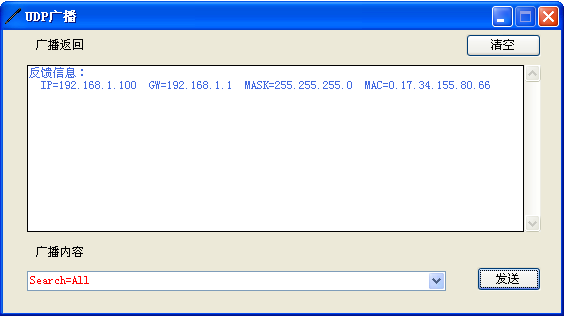 UDP广播
广播返回
清空
反馈信息：
IP=192.168.1.100 GW=192.168.1.1 MASK=255.255.255.0 MAC=0.17.34.155.80.66
广播内容
Search=All
发送